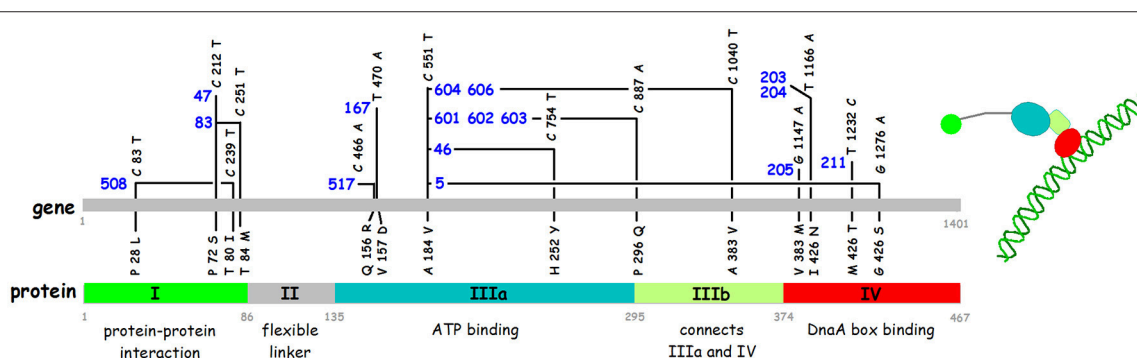 C 83 T
C 212 T
C 239 T
C 251 T
C 466 A
T 470 A
C 551 T
C 754 T
C 887 A
C 1040 T
G 1147 A
T 1166 A
T 1232 C
G 1276 A
47
83
508
167
517
604 606
601 602 603
46
5
203
204
205
211
gene
1
1401
P 28 L
P 72 S
T 80 I
T 84 M
Q 156 R
V 157 D
A 184 V
H 252 Y
P 296 Q
A 383 V
V 383 M
I 426 N
M 426 T
G 426 S
protein
I
II
IIIa
IIIb
IV
1
86
135
295
374
467
protein-protein
interaction
flexible
linker
ATP binding
connects
IIIa and IV
DnaA box binding